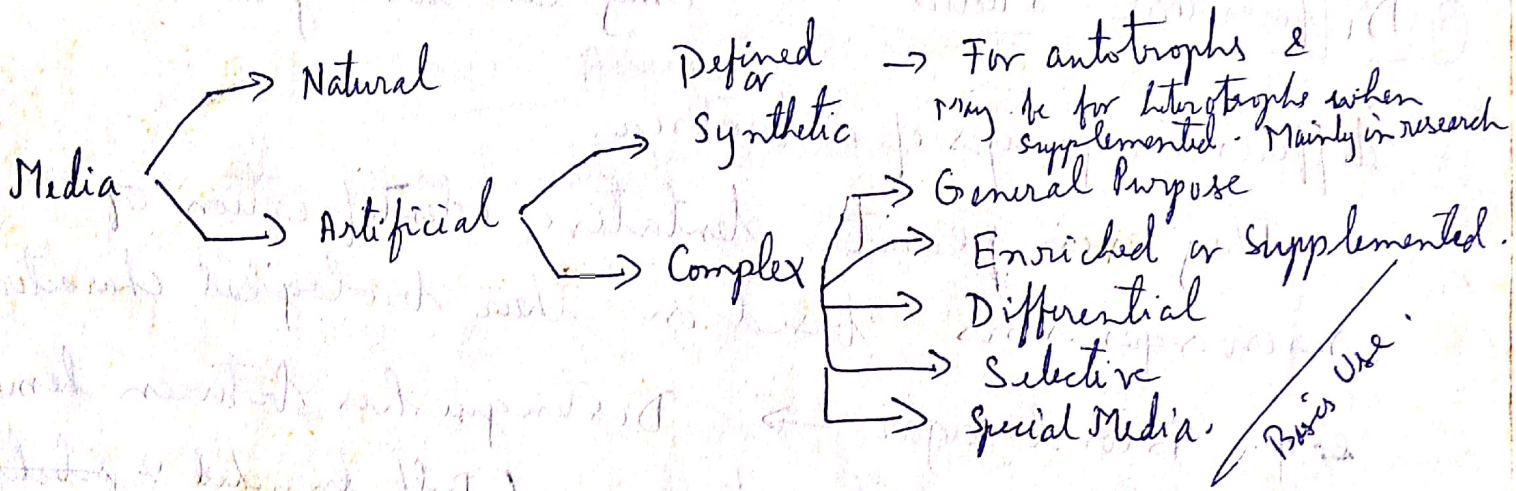 Media
Natural
Artificial
Defined
or
Synthetic
→ For autotrophs &
May be for heterotrophs when
supplemented. Mainly in research
Complex
General Purpose
Enriched or Supplemented.
Differential
Selective
Special Media.
Basis Use.